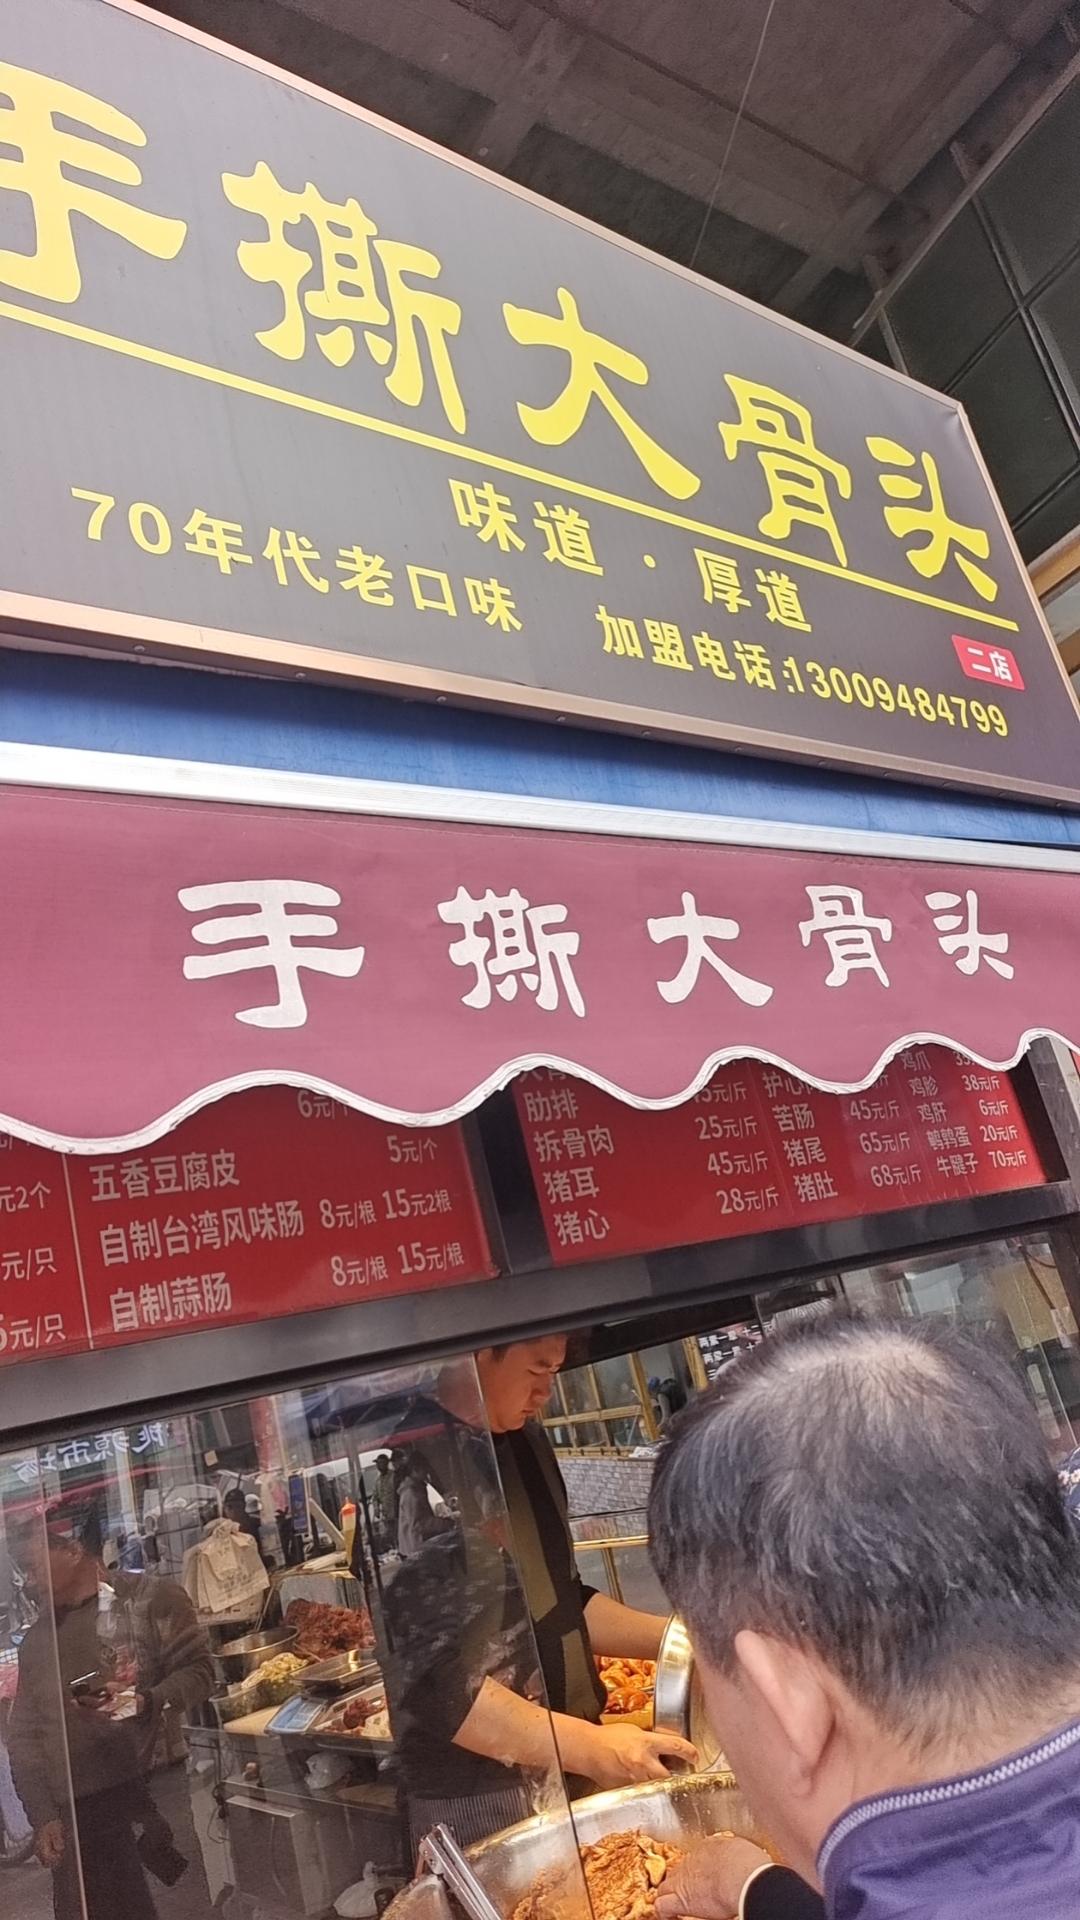 手撕大骨头
味道·厚道
70年代老口味
加盟电话:13009484799
二店
手撕大骨头
元2个
元/只
元/只
6元/个
5元/个
五香豆腐皮
自制台湾风味肠 8元/根 15元2根
自制蒜肠 8元/根 15元/根
肋排
拆骨肉 25元/斤
猪耳 45元/斤
猪心 28元/斤
苦肠 45元/斤
猪尾 65元/斤
猪肚 68元/斤
鸡爪
鸡胗 38元/斤
鸡肝 6元/斤
鹌鹑蛋 20元/斤
牛腱子 70元/斤